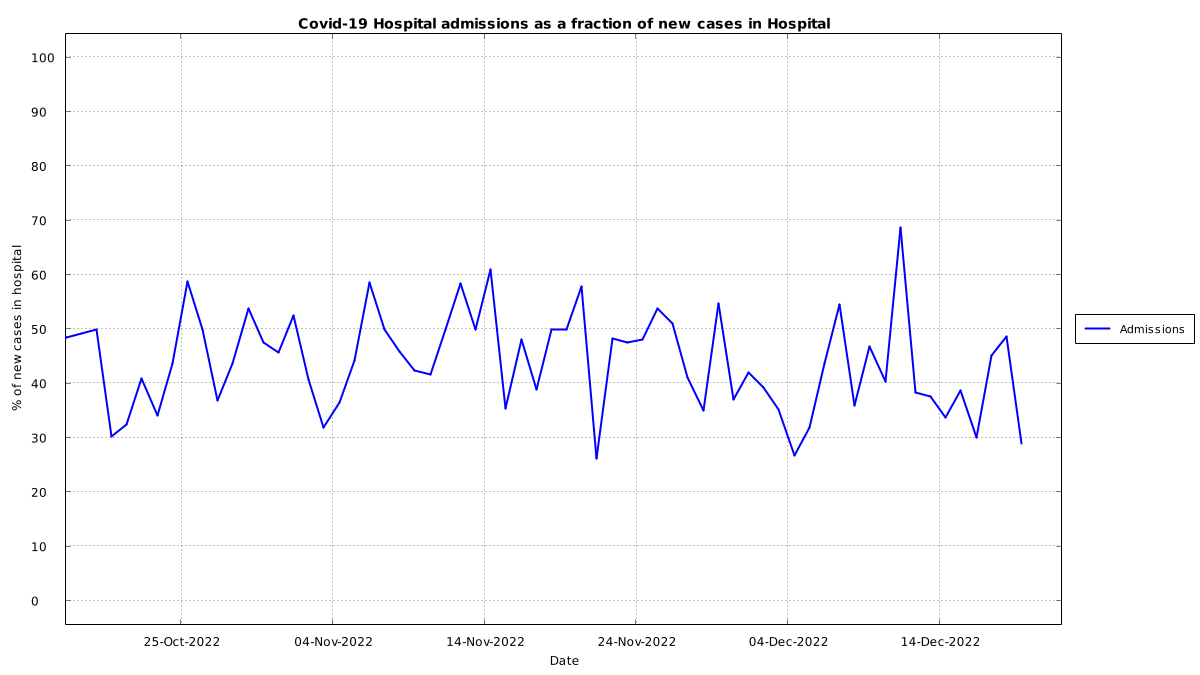 Covid-19 Hospital admissions as a fraction of new cases in Hospital
100
90
80
70
60
50
40
30
20
10
0
% of new cases in hospital
25-Oct-2022
04-Nov-2022
14-Nov-2022
24-Nov-2022
04-Dec-2022
14-Dec-2022
Date
Admissions